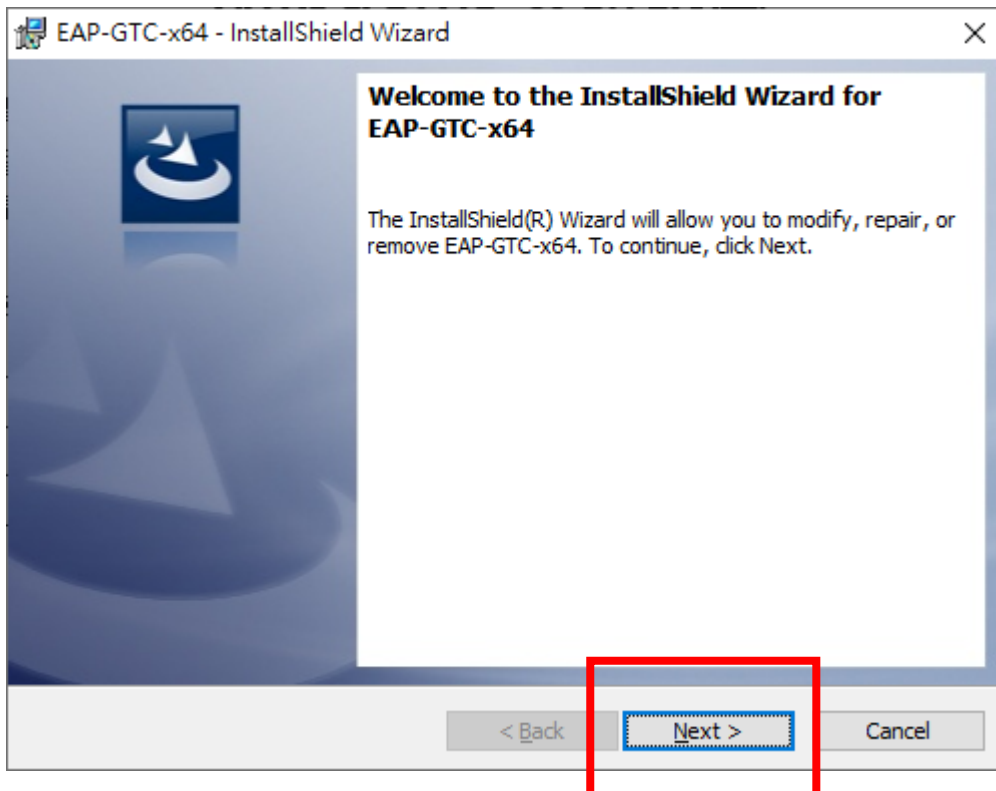 EAP-GTC-x64 - InstallShield Wizard
Welcome to the InstallShield Wizard for
EAP-GTC-x64
The InstallShield(R) Wizard will allow you to modify, repair, or
remove EAP-GTC-x64. To continue, click Next.
< Back
Next >
Cancel